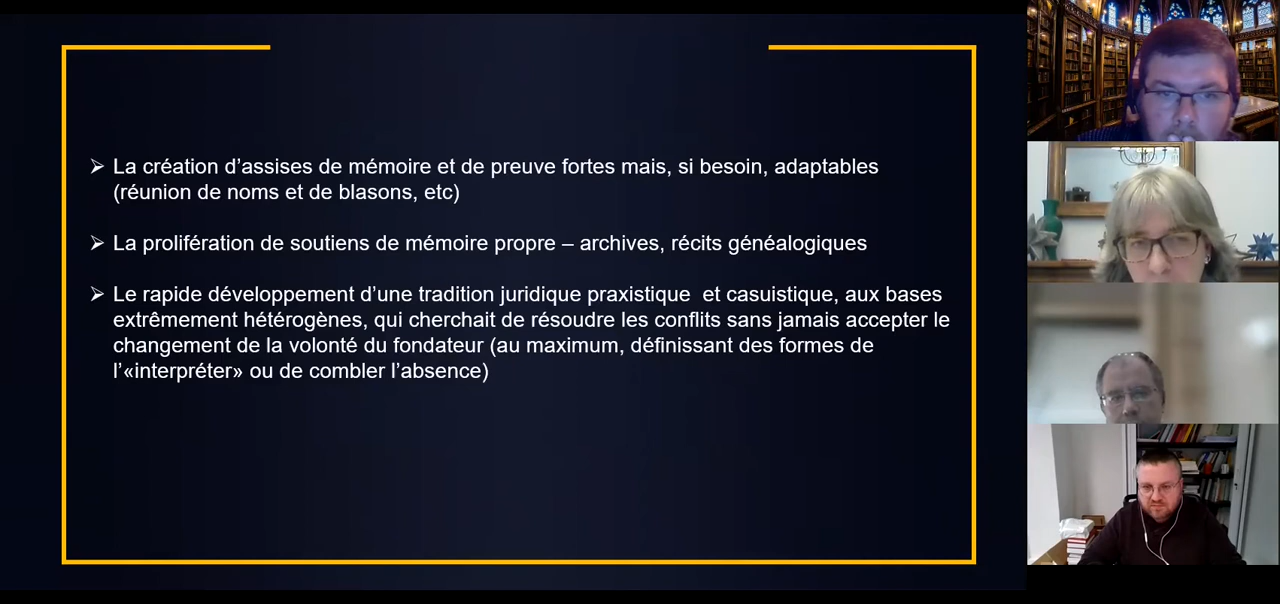 ➢ La création d’assises de mémoire et de preuve fortes mais, si besoin, adaptables
(réunion de noms et de blasons, etc)
➢ La prolifération de soutiens de mémoire propre – archives, récits généalogiques
➢ Le rapide développement d’une tradition juridique praxistique  et casuistique, aux bases
extrêmement hétérogènes, qui cherchait de résoudre les conflits sans jamais accepter le
changement de la volonté du fondateur (au maximum, définissant des formes de
l’«interpréter» ou de combler l’absence)